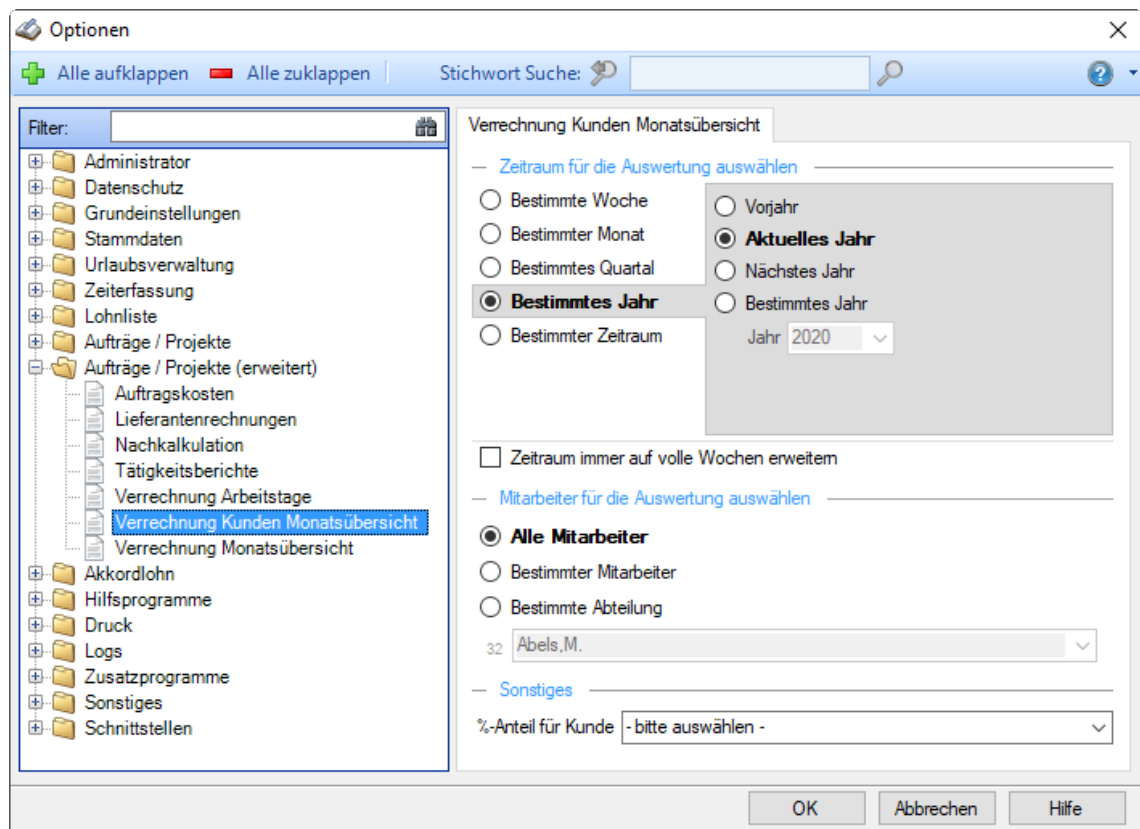 Optionen
Alle aufklappen
Alle zuklappen
Stichwort Suche:
Filter:
Administrator
Datenschutz
Grundeinstellungen
Stammdaten
Urlaubsverwaltung
Zeiterfassung
Lohnliste
Aufträge / Projekte
Aufträge / Projekte (erweitert)
Auftragskosten
Lieferantenrechnungen
Nachkalkulation
Tätigkeitsberichte
Verrechnung Arbeitstage
Verrechnung Kunden Monatsübersicht
Verrechnung Monatsübersicht
Akkordlohn
Hilfsprogramme
Druck
Logs
Zusatzprogramme
Sonstiges
Schnittstellen
Verrechnung Kunden Monatsübersicht
Zeitraum für die Auswertung auswählen
Bestimmte Woche
Bestimmter Monat
Bestimmtes Quartal
Bestimmtes Jahr
Bestimmter Zeitraum
Vorjahr
Aktuelles Jahr
Nächstes Jahr
Bestimmtes Jahr
Jahr 2020
Zeitraum immer auf volle Wochen erweitern
Mitarbeiter für die Auswertung auswählen
Alle Mitarbeiter
Bestimmter Mitarbeiter
Bestimmte Abteilung
32 Abels,M.
Sonstiges
%-Anteil für Kunde - bitte auswählen -
OK
Abbrechen
Hilfe